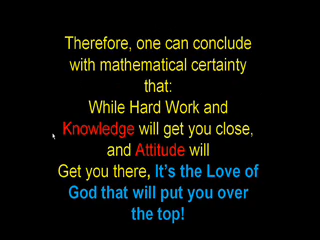 Therefore, one can conclude
with mathematical certainty
that:
While Hard Work and
Knowledge will get you close,
and Attitude will
Get you there, It's the Love of
God that will put you over
the top!